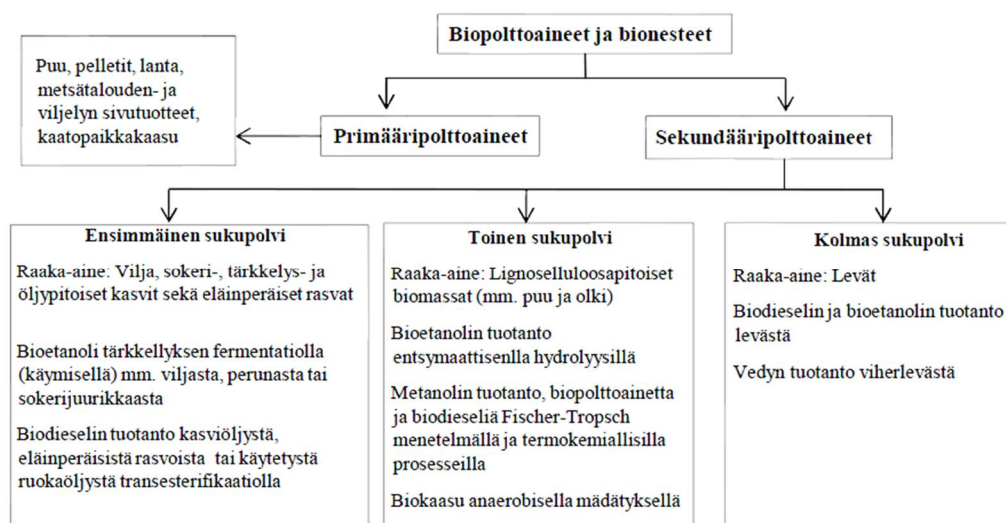 Biopolttoaineet ja bionesteet
Puu, pelletit, lanta,
metsätalouden- ja
viljelyn sivutuotteet,
kaatopaikkakaasu
Primääripolttoaineet
Sekundääripolttoaineet
Ensimmäinen sukupolvi
Raaka-aine: Vilja, sokeri-, tärkkelys- ja
öljypitoiset kasvit sekä eläinperäiset rasvat
Bioetanoli tärkkellyksen fermentatiolla
(käymisellä) mm. viljasta, perunasta tai
sokerijuurikkaasta
Biodieselin tuotanto kasviöljystä,
eläinperäisistä rasvoista tai käytetystä
ruokaöljystä transesterifikaatiolla
Toinen sukupolvi
Raaka-aine: Lignoselluloosapitoiset
biomassat (mm. puu ja olki)
Bioetanolin tuotanto
entsymaattisenlla hydrolyysillä
Metanolin tuotanto, biopolttoainetta
ja biodieseliä Fischer-Tropsch
menetelmällä ja termokemiallisilla
prosesseilla
Biokaasu anaerobisella mädätyksellä
Kolmas sukupolvi
Raaka-aine: Levät
Biodieselin ja bioetanolin tuotanto
levästä
Vedyn tuotanto viherlevästä